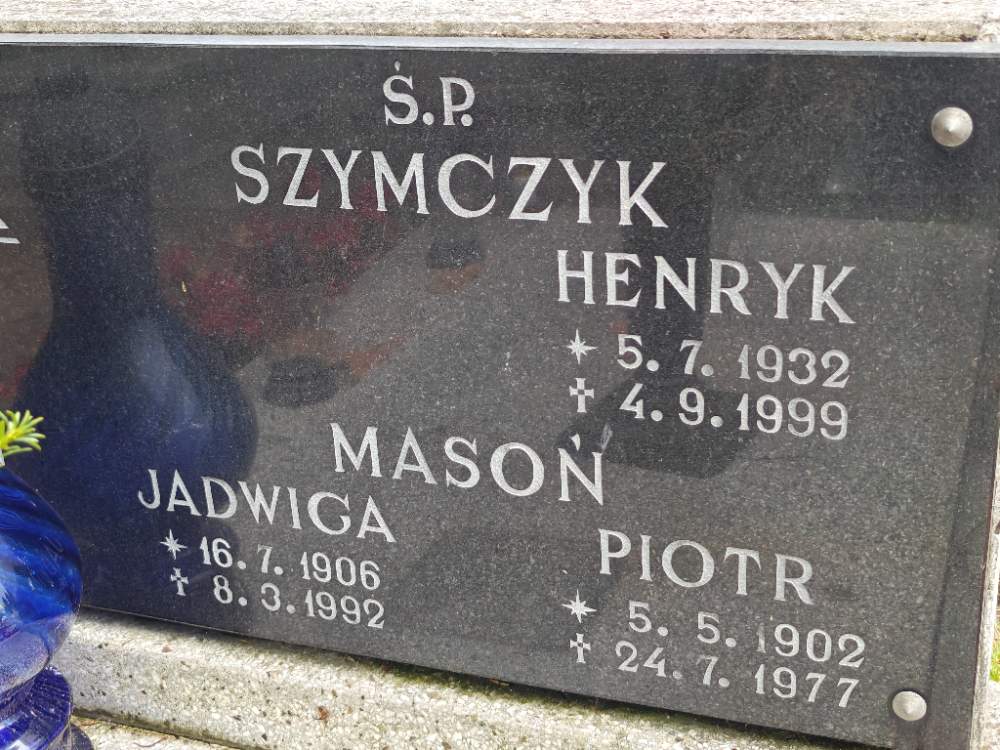 Ś.P.
SZYMCZYK
HENRYK
5. 7. 1932
4. 9. 1999
MASOŃ
JADWIGA
16. 7. 1906
8. 3. 1992
PIOTR
5. 5. 1902
24. 7. 1977